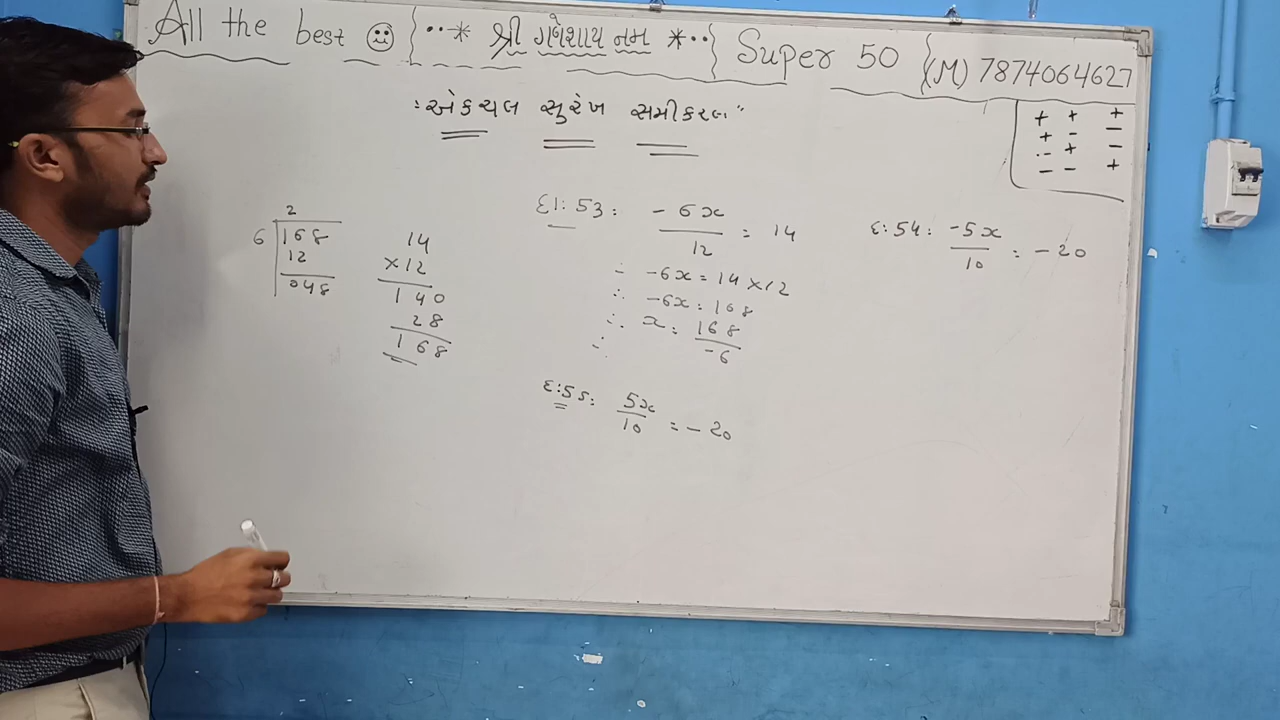 All the best ☺ { ··* શ્રી ગણેશાય નમ *·· } Super 50 { (M) 7874064627
:એકચલ સુરેખ સમીકરણ"
+ + +
+ - -
- + -
- - +
2
6 168
12
048
14
×12
140
28
168
દા:53: -6x/12 = 14
∴ -6x = 14 ×12
∴ -6x = 168
∴ x = 168/-6
∴
દ:54: -5x/10 = -20
દ:55: 5x/10 = -20